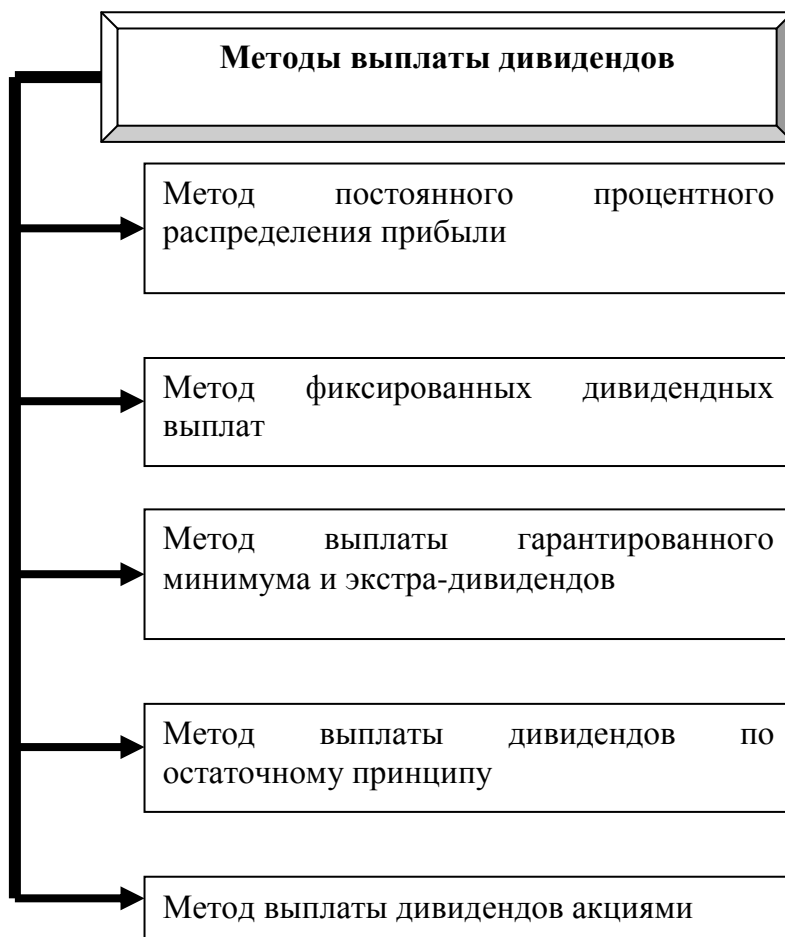 Методы выплаты дивидендов
Метод постоянного процентного
распределения прибыли
Метод фиксированных дивидендных
выплат
Метод выплаты гарантированного
минимума и экстра-дивидендов
Метод выплаты дивидендов по
остаточному принципу
Метод выплаты дивидендов акциями